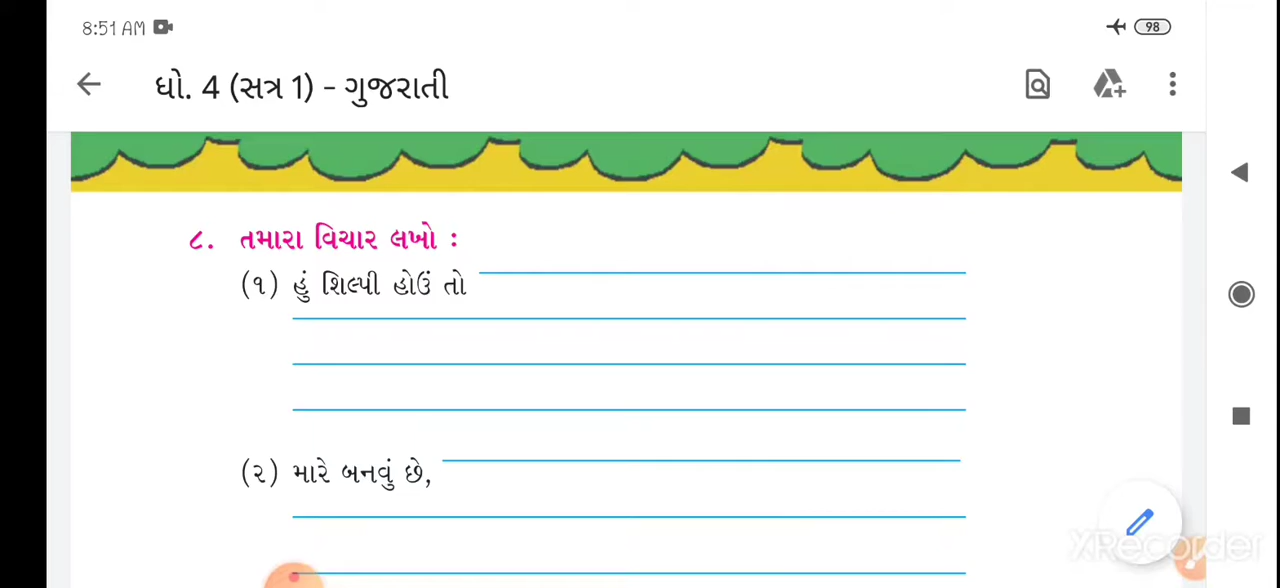 8:51 AM
98
ધો. 4 (સત્ર 1) - ગુજરાતી
૮. તમારા વિચાર લખો :
(૧) હું શિલ્પી હોઉં તો
(૨) મારે બનવું છે,
XRecorder